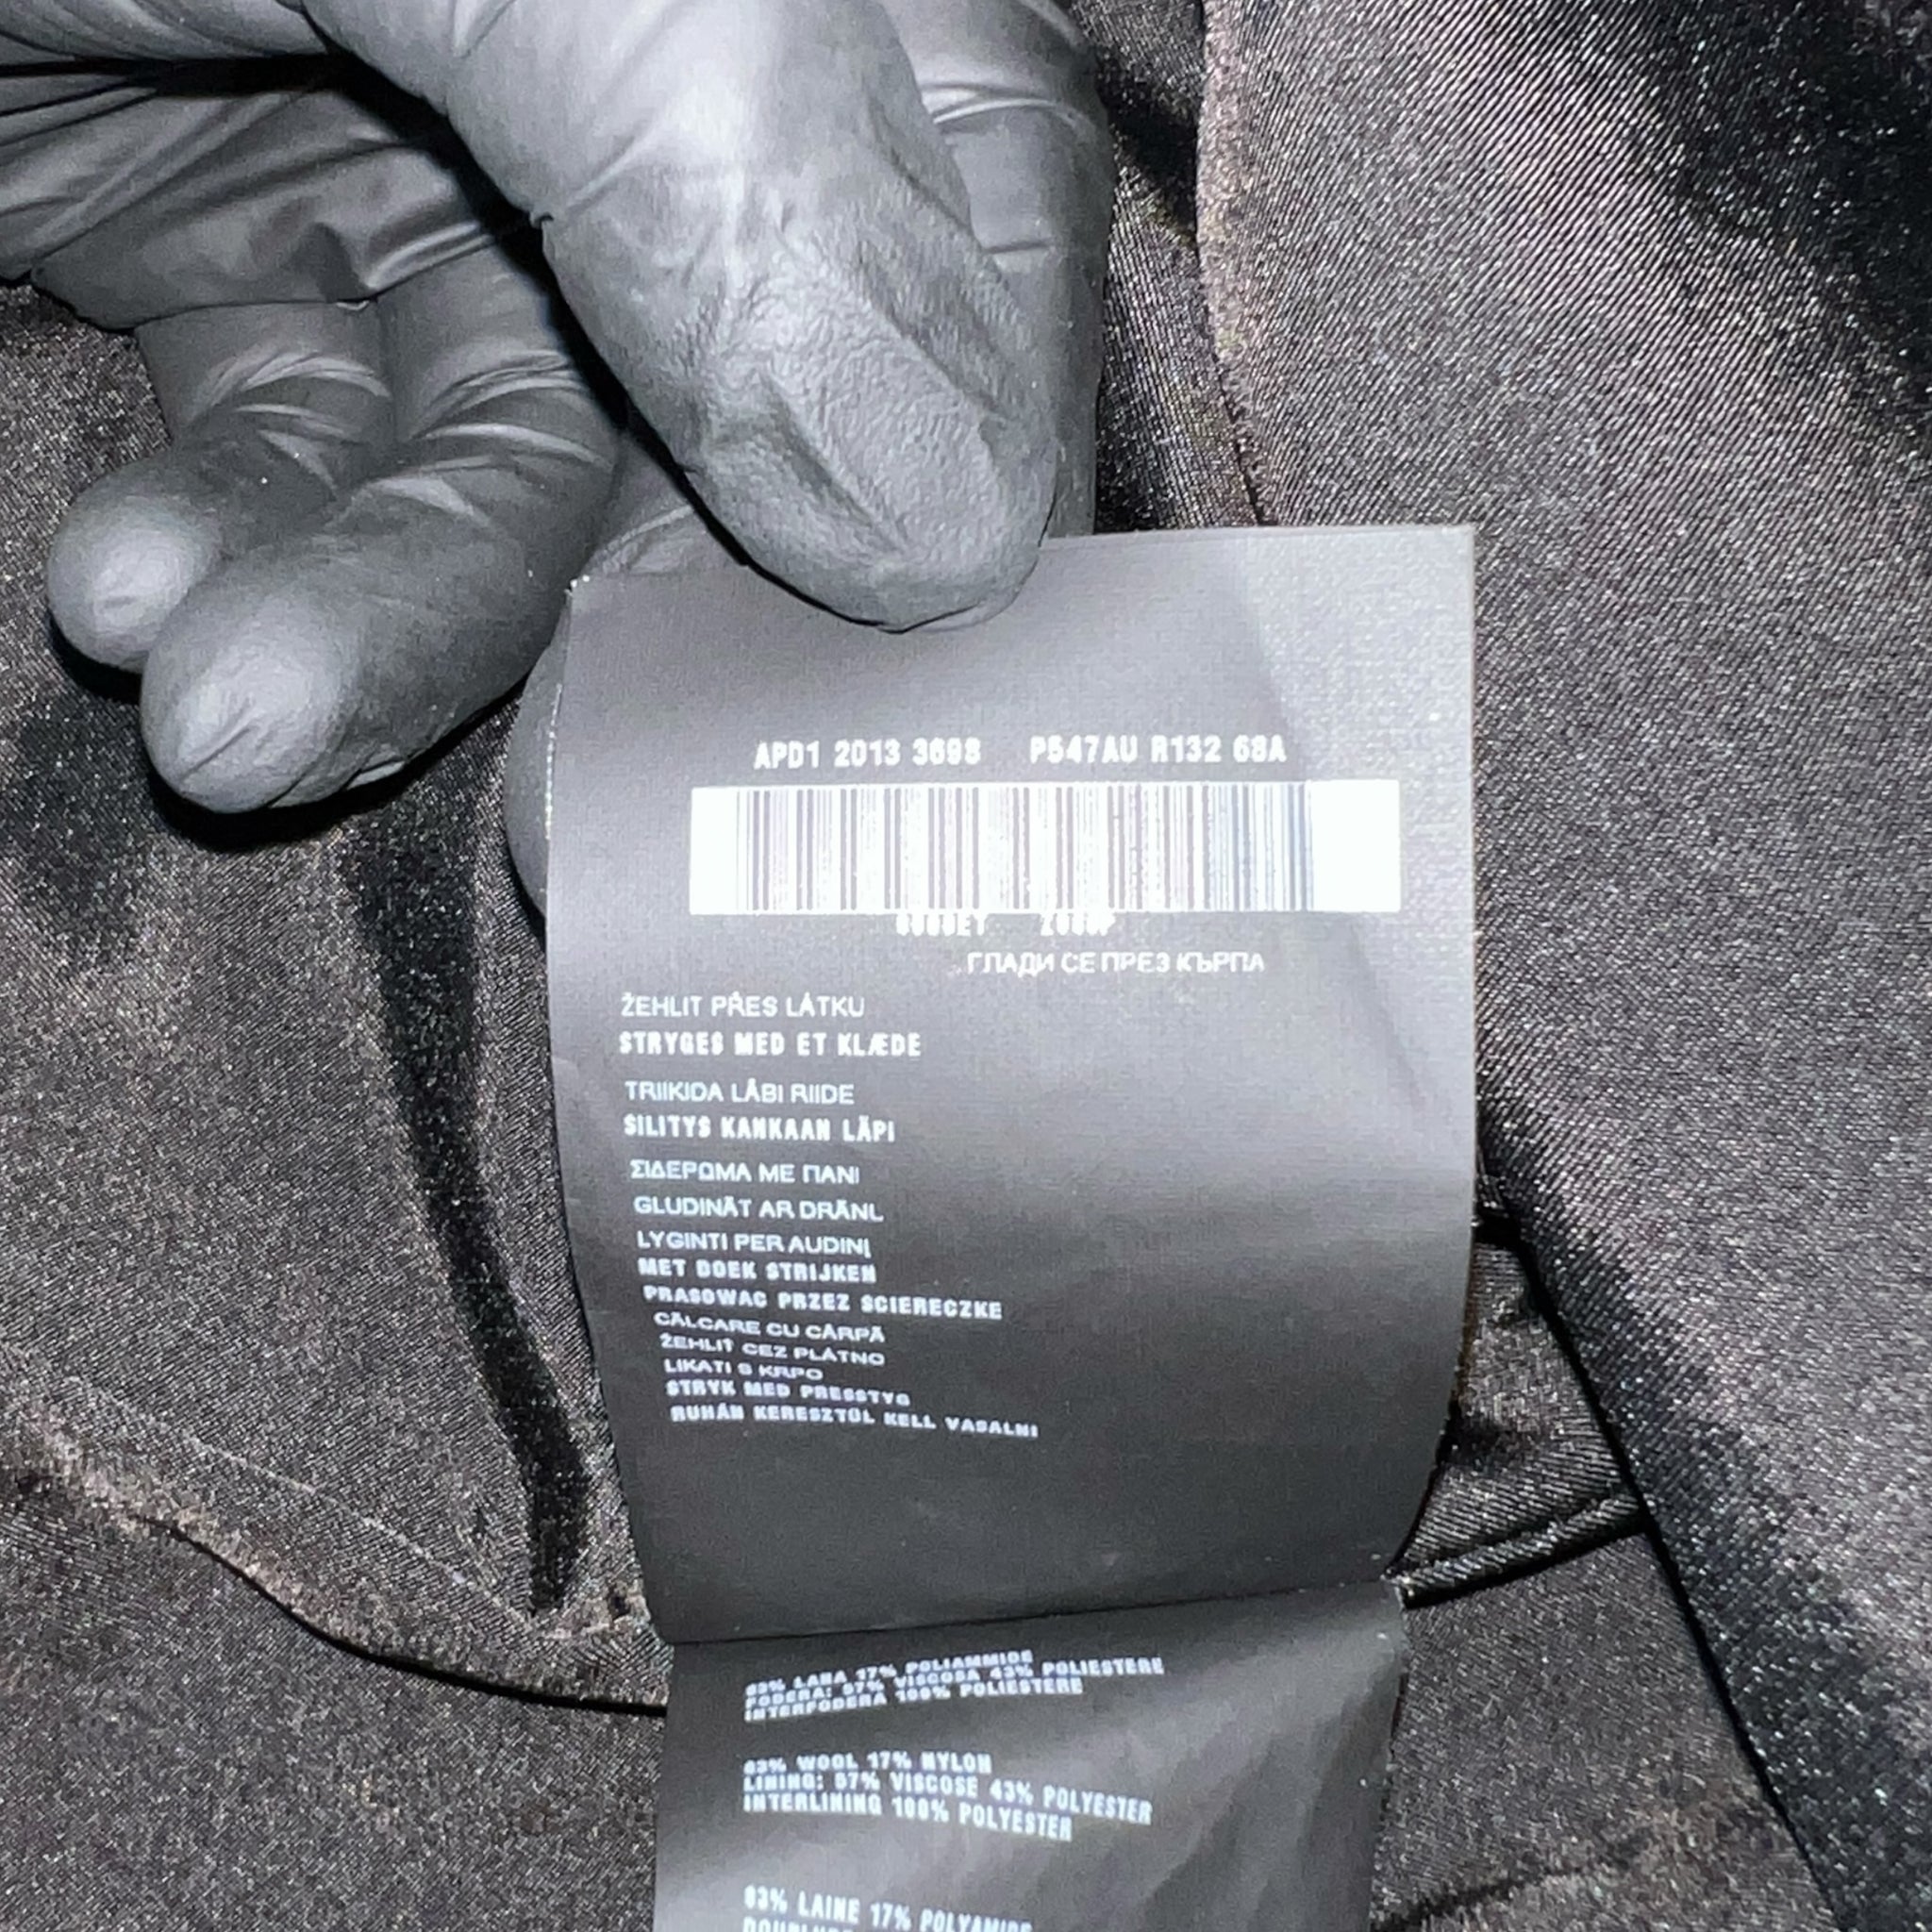 APD1 2013 3698 P547AU R132 68A
ГЛАДИ СЕ ПРЕЗ КЪРПА
ŽEHLIT PŘES LÁTKU
STRYGES MED ET KLÆDE
TRIIKIDA LÄBI RIIDE
SILITYS KANKAAN LÄPI
ΣΙΔΕΡΩΜΑ ΜΕ ΠΑΝΙ
GLUDINĀT AR DRĀNL
LYGINTI PER AUDINĮ
MET DOEK STRIJKEN
PRASOWAC PRZEZ SCIERECZKE
CĂLCARE CU CÂRPĂ
ŽEHLIŤ CEZ PLÁTNO
LIKATI S KRPO
STRYK MED PRESSTYG
RUHÁN KERESZTÜL KELL VASALNI
83% LANA 17% POLIAMMIDE
FODERA: 57% VISCOSA 43% POLIESTERE
INTERFODERA 100% POLIESTERE
83% WOOL 17% NYLON
LINING: 57% VISCOSE 43% POLYESTER
INTERLINING 100% POLYESTER
83% LAINE 17% POLYAMIDE